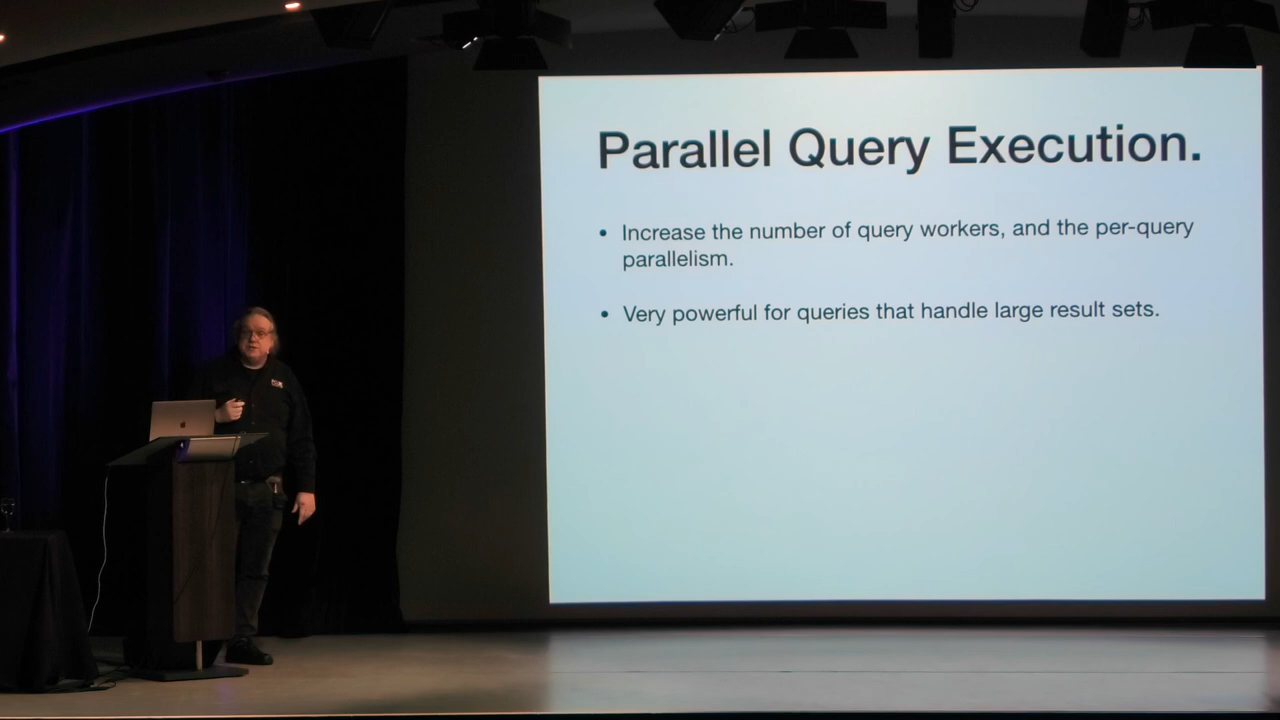 Parallel Query Execution.
• Increase the number of query workers, and the per-query
parallelism.
• Very powerful for queries that handle large result sets.